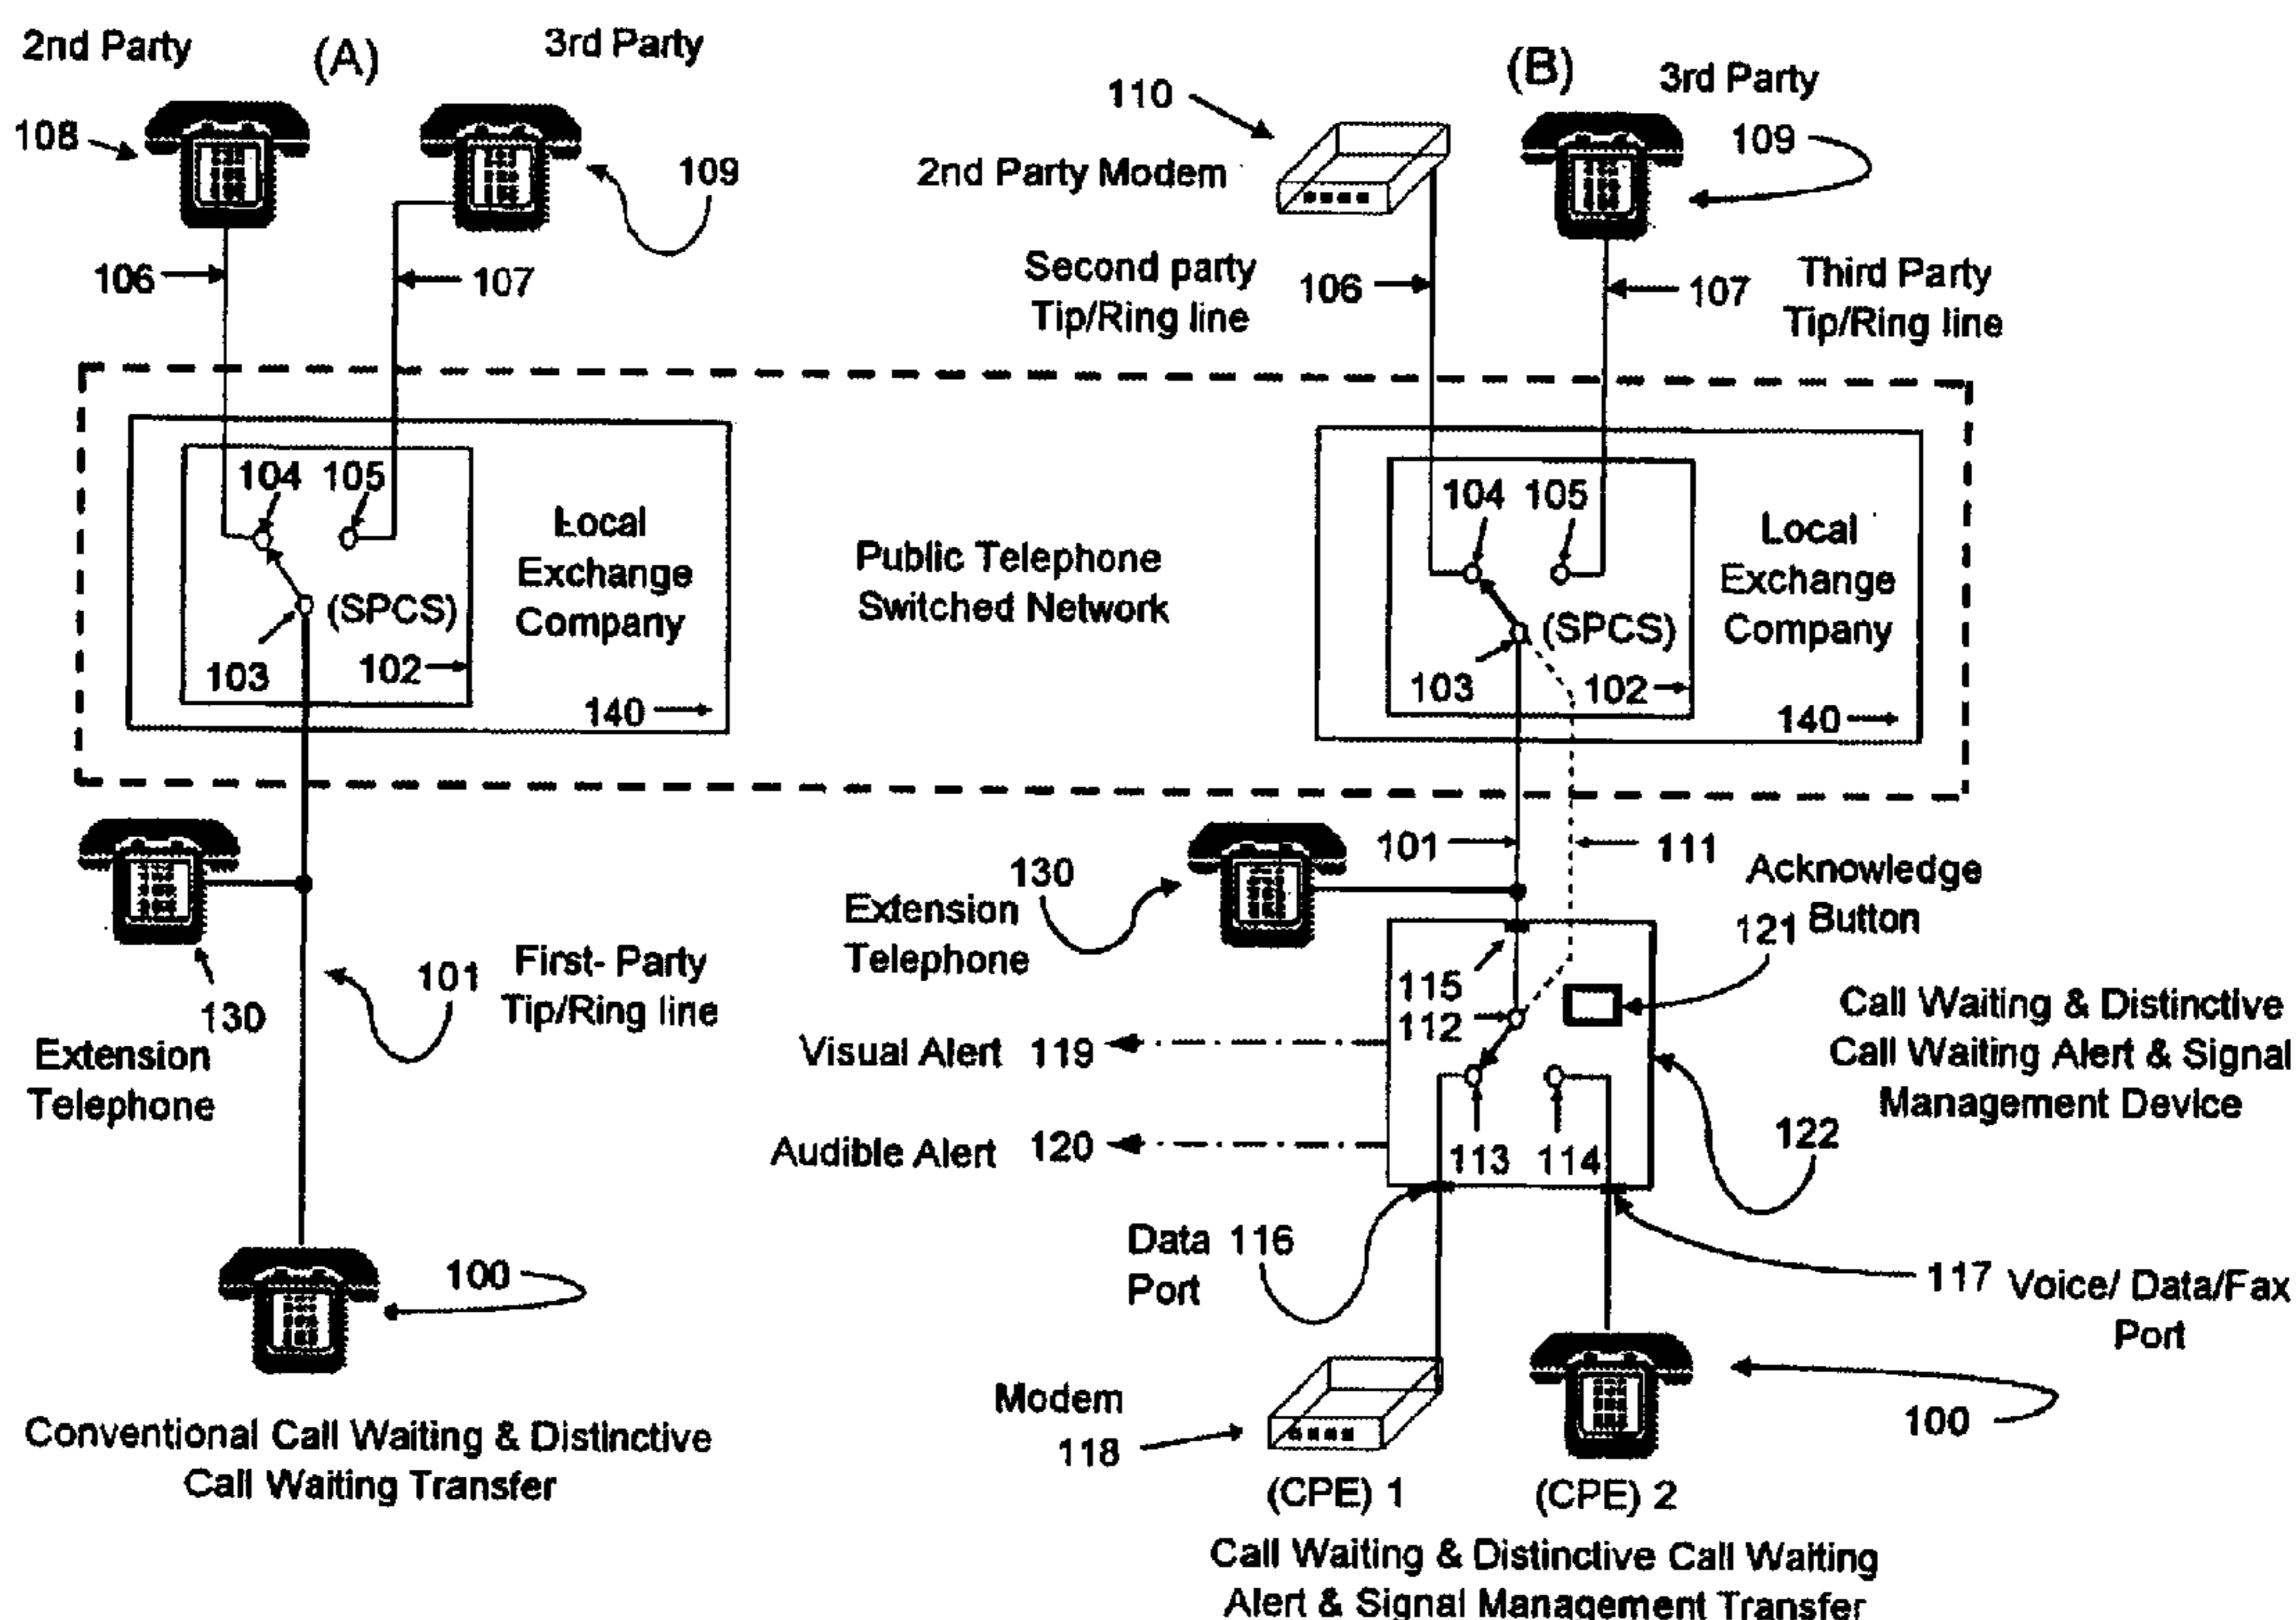 2nd Party
(A)
3rd Party
108
109
106
107
104
105
Local
Exchange
Company
(SPCS)
103
102
140
Public Telephone
Switched Network
130
Extension
Telephone
101
First- Party
Tip/Ring line
100
Conventional Call Waiting & Distinctive
Call Waiting Transfer
(B)
110
2nd Party Modem
3rd Party
109
Second party
Tip/Ring line
106
107
Third Party
Tip/Ring line
104
105
Local
Exchange
Company
(SPCS)
103
102
140
101
111
130
Extension
Telephone
Acknowledge
Button
121
115
112
Visual Alert 119
Audible Alert 120
113
114
Call Waiting & Distinctive
Call Waiting Alert & Signal
Management Device
122
Data 116
Port
117 Voice/ Data/Fax
Port
Modem
118
100
(CPE) 1
(CPE) 2
Call Waiting & Distinctive Call Waiting
Alert & Signal Management Transfer